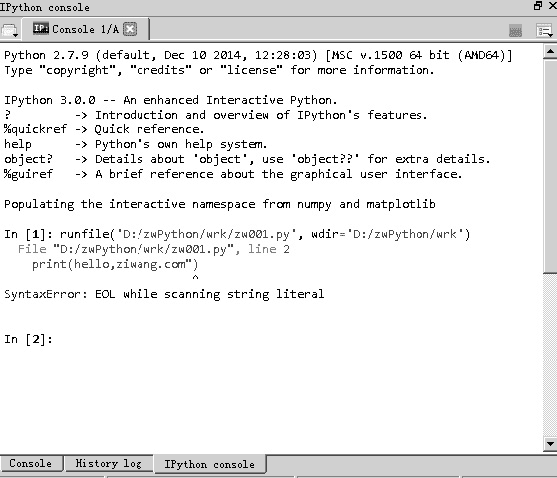 IPython console
IP: Console 1/A
Python 2.7.9 (default, Dec 10 2014, 12:28:03) [MSC v.1500 64 bit (AMD64)]
Type "copyright", "credits" or "license" for more information.
IPython 3.0.0 -- An enhanced Interactive Python.
?         -> Introduction and overview of IPython's features.
%quickref -> Quick reference.
help      -> Python's own help system.
object?   -> Details about 'object', use 'object??' for extra details.
%guiref   -> A brief reference about the graphical user interface.
Populating the interactive namespace from numpy and matplotlib
In [1]: runfile('D:/zwPython/wrk/zw001.py', wdir='D:/zwPython/wrk')
  File "D:/zwPython/wrk/zw001.py", line 2
    print(hello,ziwang.com")
                           ^
SyntaxError: EOL while scanning string literal
In [2]:
Console History log IPython console